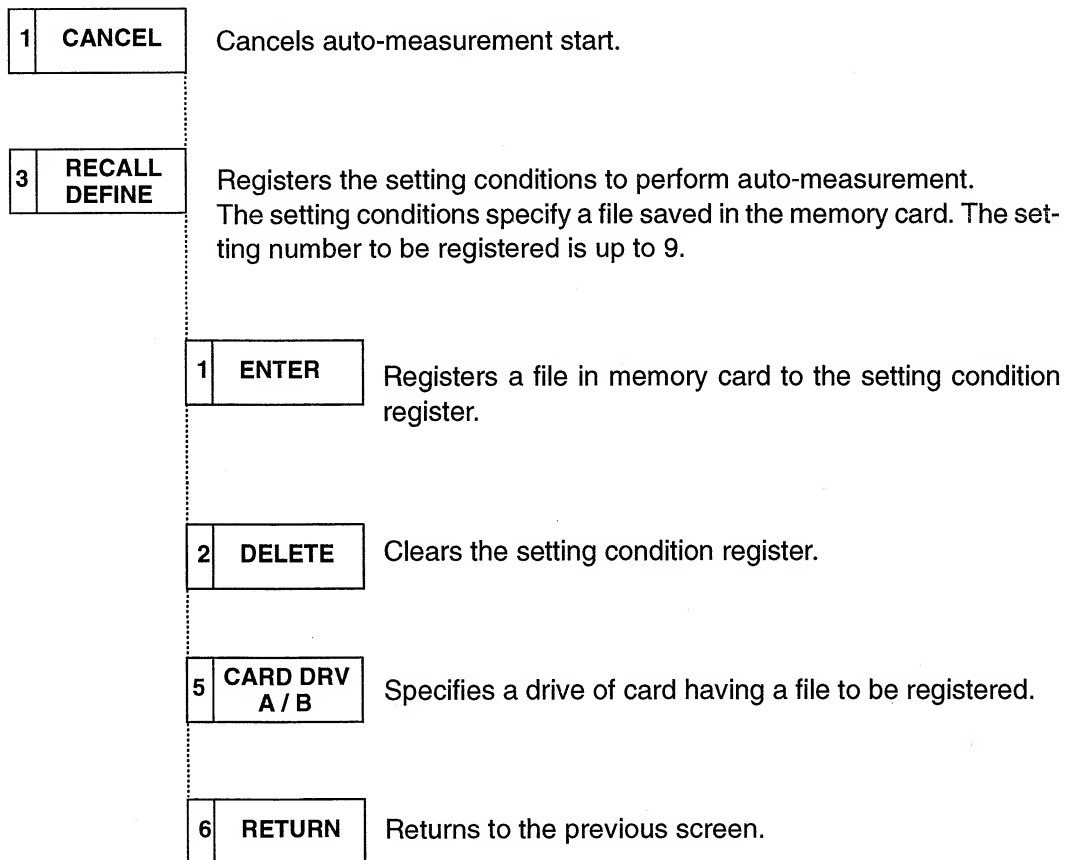 1 CANCEL Cancels auto-measurement start.
3 RECALL
DEFINE
Registers the setting conditions to perform auto-measurement.
The setting conditions specify a file saved in the memory card. The set-
ting number to be registered is up to 9.
1 ENTER
Registers a file in memory card to the setting condition
register.
2 DELETE Clears the setting condition register.
5 CARD DRV
A / B
Specifies a drive of card having a file to be registered.
6 RETURN Returns to the previous screen.